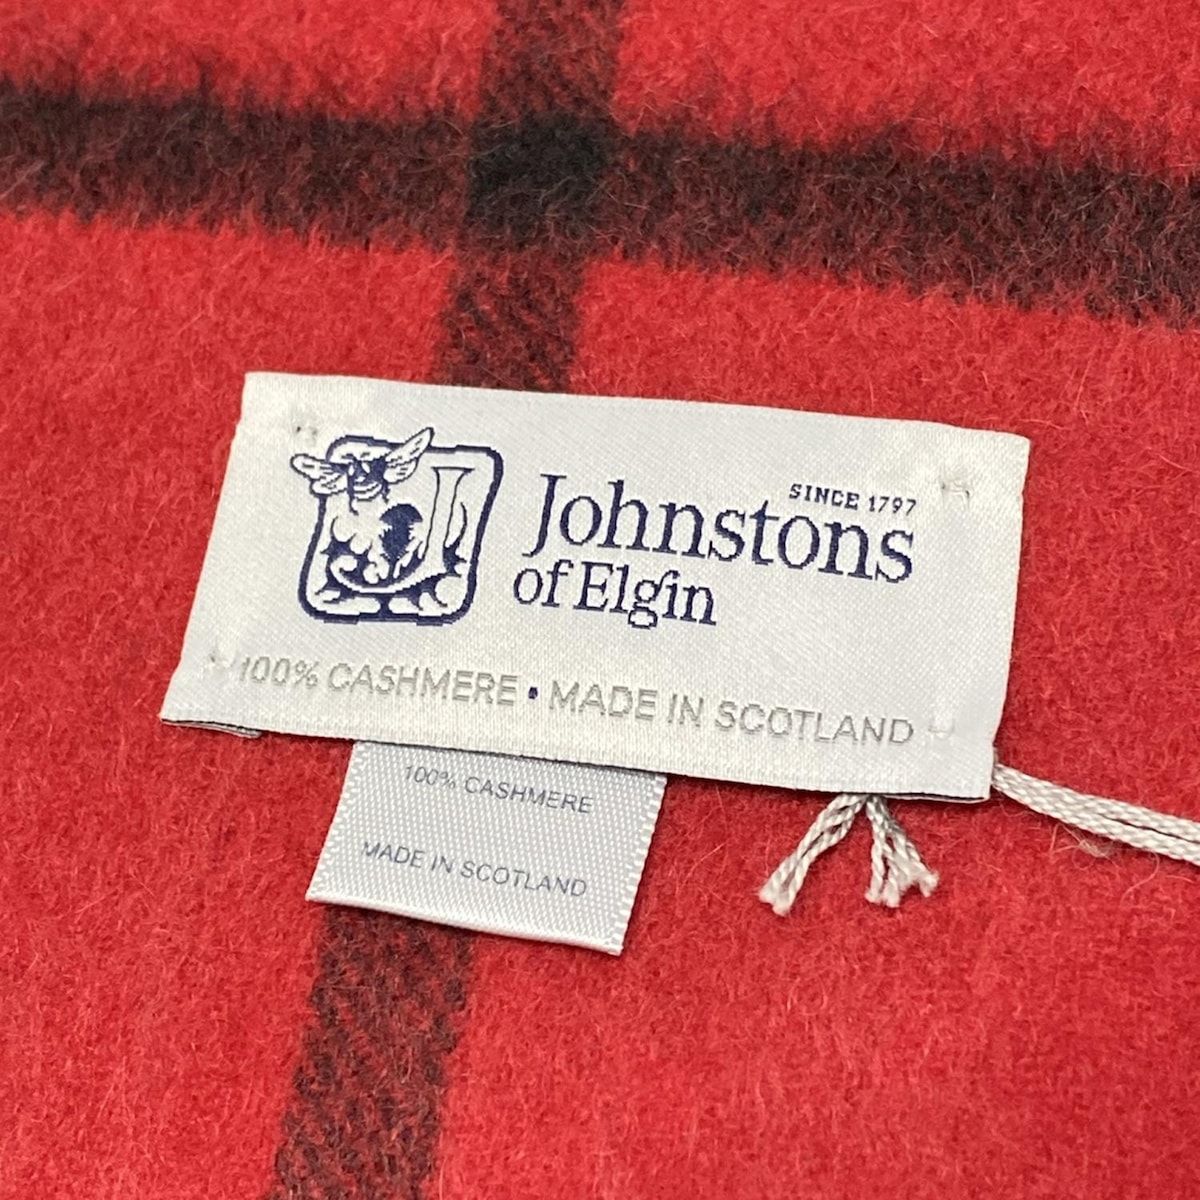 SINCE 1797
Johnstons
of Elgin
100% CASHMERE • MADE IN SCOTLAND
100% CASHMERE
MADE IN SCOTLAND